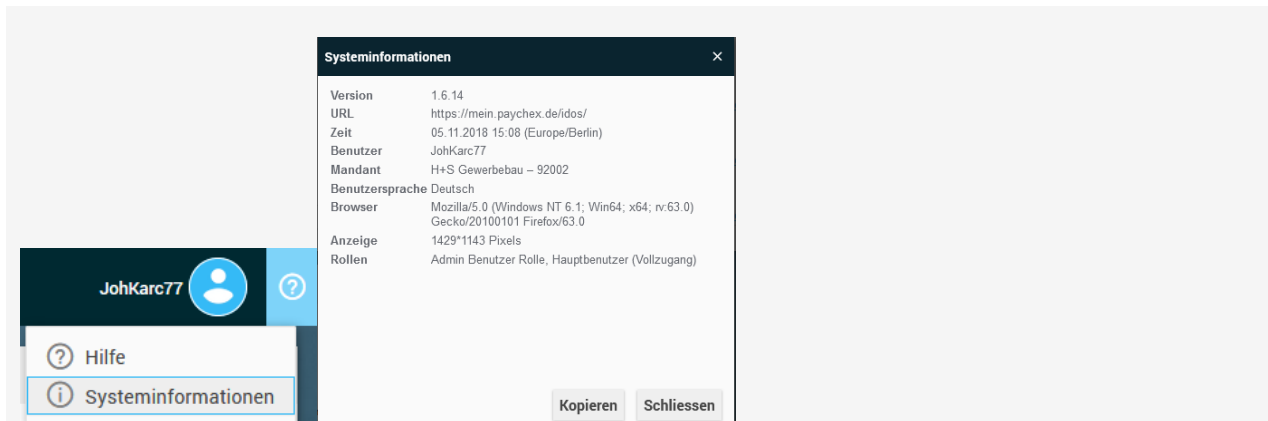 Systeminformationen ×
Version 1.6.14
URL https://mein.paychex.de/idos/
Zeit 05.11.2018 15:08 (Europe/Berlin)
Benutzer JohKarc77
Mandant H+S Gewerbebau – 92002
Benutzersprache Deutsch
Browser Mozilla/5.0 (Windows NT 6.1; Win64; x64; rv:63.0)
Gecko/20100101 Firefox/63.0
Anzeige 1429*1143 Pixels
Rollen Admin Benutzer Rolle, Hauptbenutzer (Vollzugang)
Kopieren Schliessen
JohKarc77
Hilfe
Systeminformationen